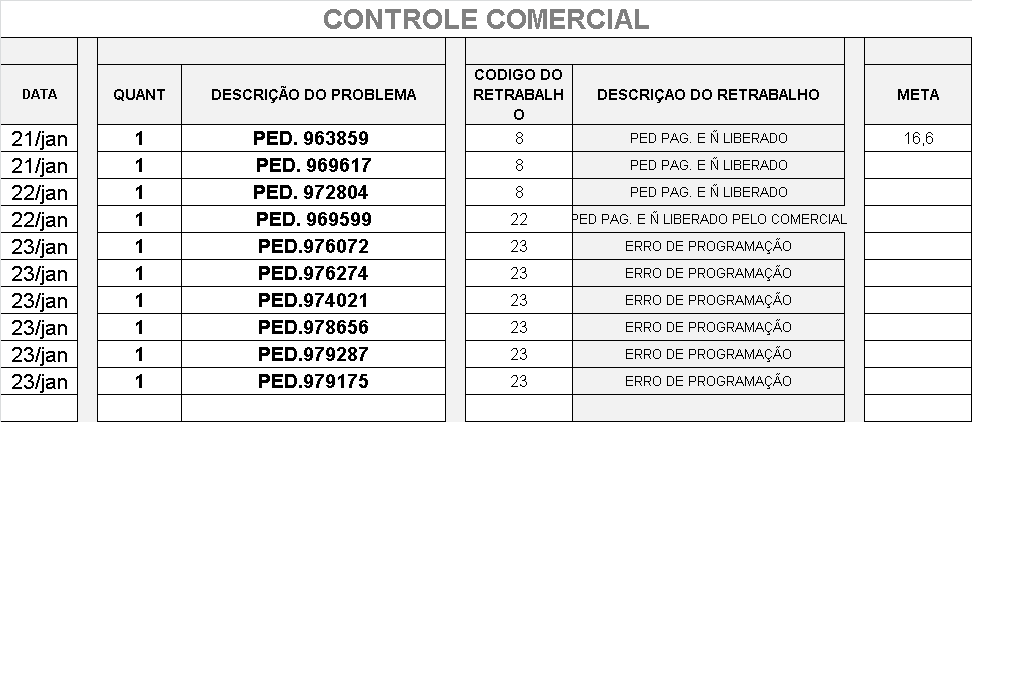 CONTROLE COMERCIAL
DATA QUANT DESCRIÇÃO DO PROBLEMA CODIGO DO RETRABALH O DESCRIÇAO DO RETRABALHO META
21/jan 1 PED. 963859 8 PED PAG. E Ñ LIBERADO 16,6
21/jan 1 PED. 969617 8 PED PAG. E Ñ LIBERADO
22/jan 1 PED. 972804 8 PED PAG. E Ñ LIBERADO
22/jan 1 PED. 969599 22 PED PAG. E Ñ LIBERADO PELO COMERCIAL
23/jan 1 PED.976072 23 ERRO DE PROGRAMAÇÃO
23/jan 1 PED.976274 23 ERRO DE PROGRAMAÇÃO
23/jan 1 PED.974021 23 ERRO DE PROGRAMAÇÃO
23/jan 1 PED.978656 23 ERRO DE PROGRAMAÇÃO
23/jan 1 PED.979287 23 ERRO DE PROGRAMAÇÃO
23/jan 1 PED.979175 23 ERRO DE PROGRAMAÇÃO